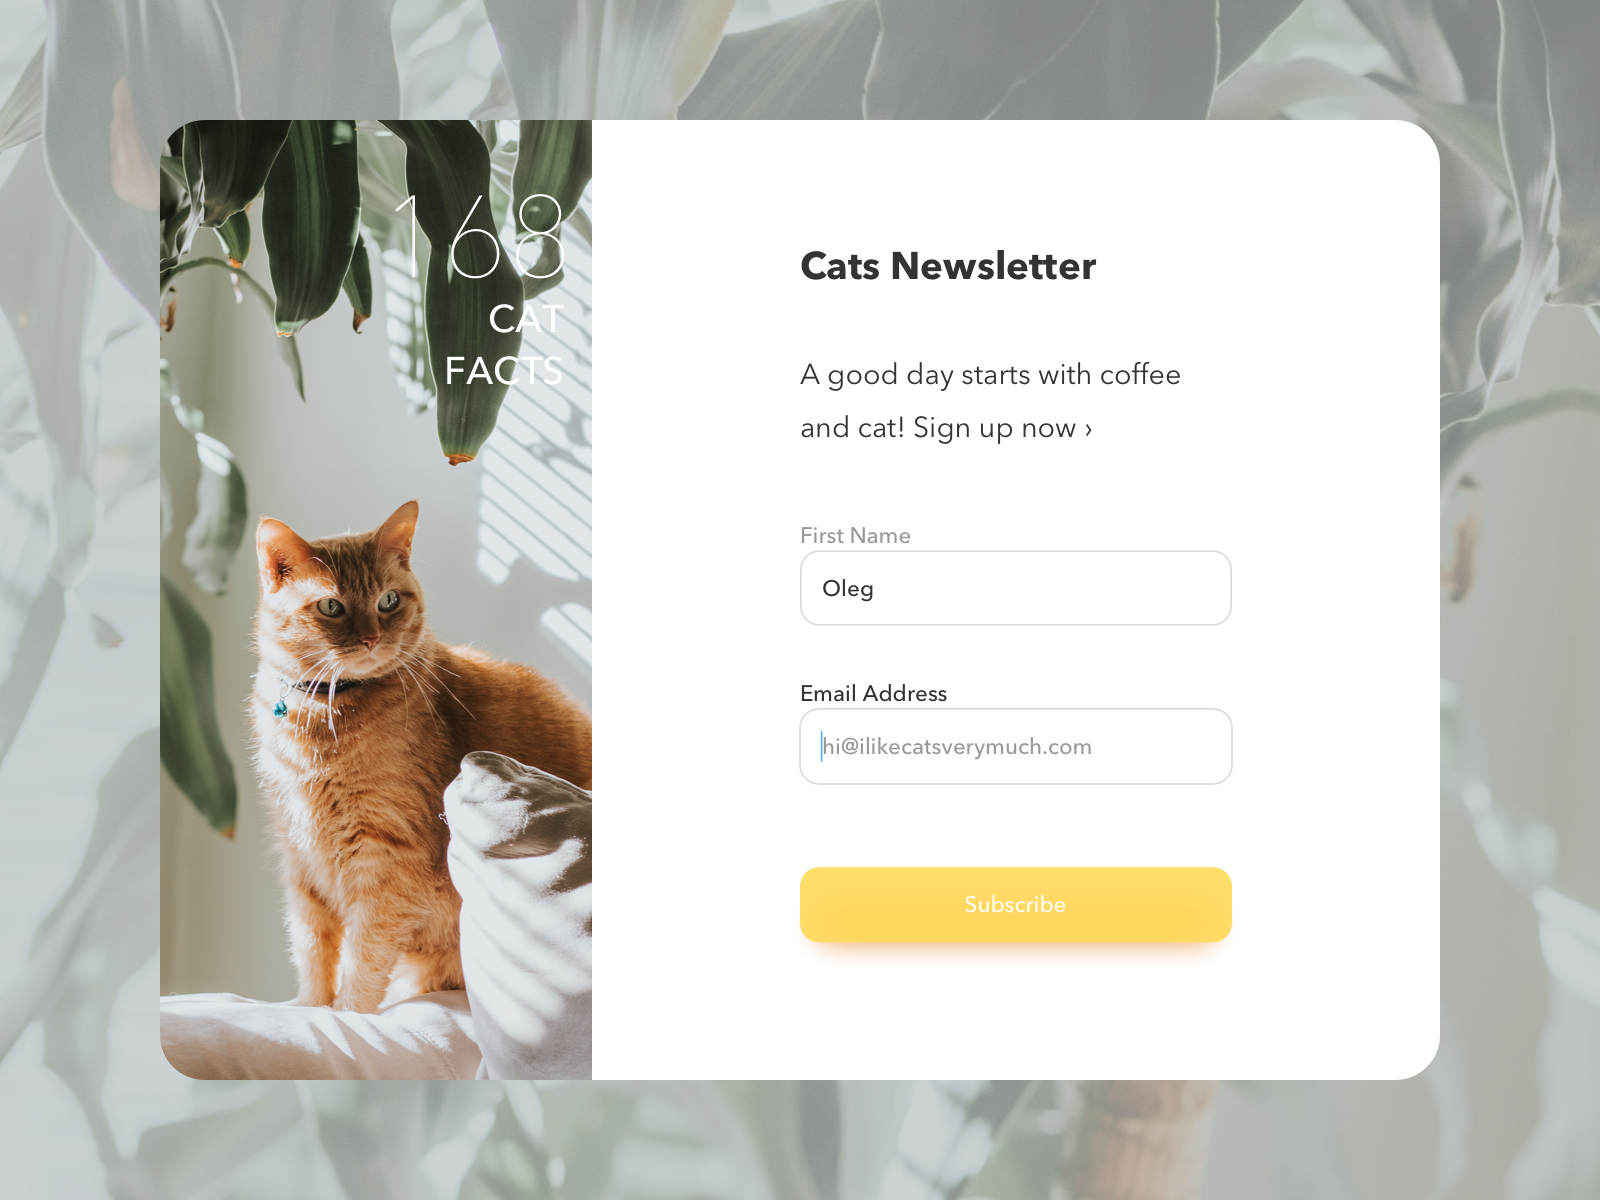 168
CAT
FACTS
Cats Newsletter
A good day starts with coffee
and cat! Sign up now ›
First Name
Oleg
Email Address
hi@ilikecatsverymuch.com
Subscribe